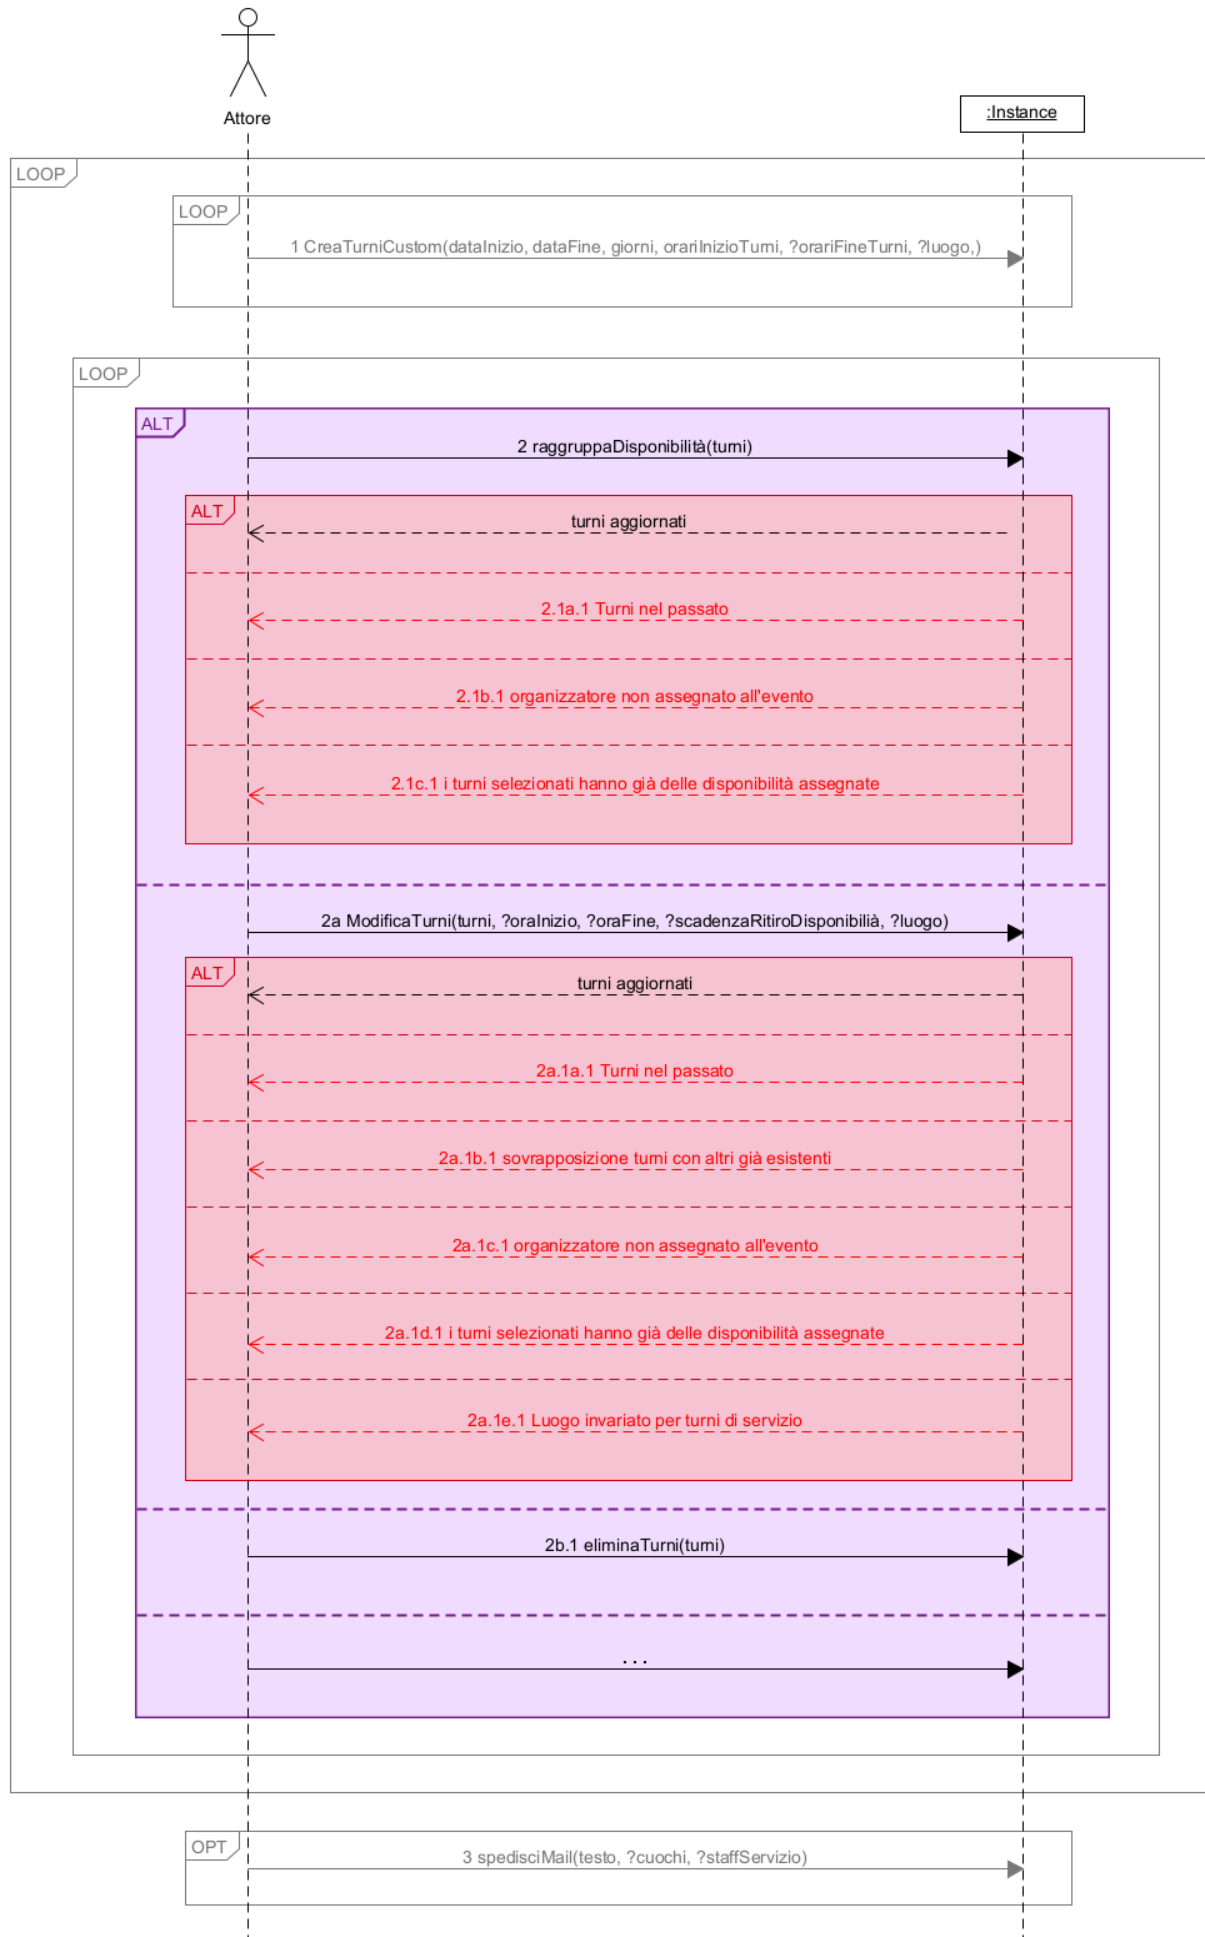 Attore
:Instance
LOOP
LOOP
1 CreaTurniCustom(dataInizio, dataFine, giorni, orariInizioTurni, ?orariFineTurni, ?luogo,)
LOOP
ALT
2 raggruppaDisponibilità(turni)
ALT
turni aggiornati
2.1a.1 Turni nel passato
2.1b.1 organizzatore non assegnato all'evento
2.1c.1 i turni selezionati hanno già delle disponibilità assegnate
2a ModificaTurni(turni, ?oraInizio, ?oraFine, ?scadenzaRitiroDisponibilià, ?luogo)
ALT
turni aggiornati
2a.1a.1 Turni nel passato
2a.1b.1 sovrapposizione turni con altri già esistenti
2a.1c.1 organizzatore non assegnato all'evento
2a.1d.1 i turni selezionati hanno già delle disponibilità assegnate
2a.1e.1 Luogo invariato per turni di servizio
2b.1 eliminaTurni(turni)
...
OPT
3 spedisciMail(testo, ?cuochi, ?staffServizio)